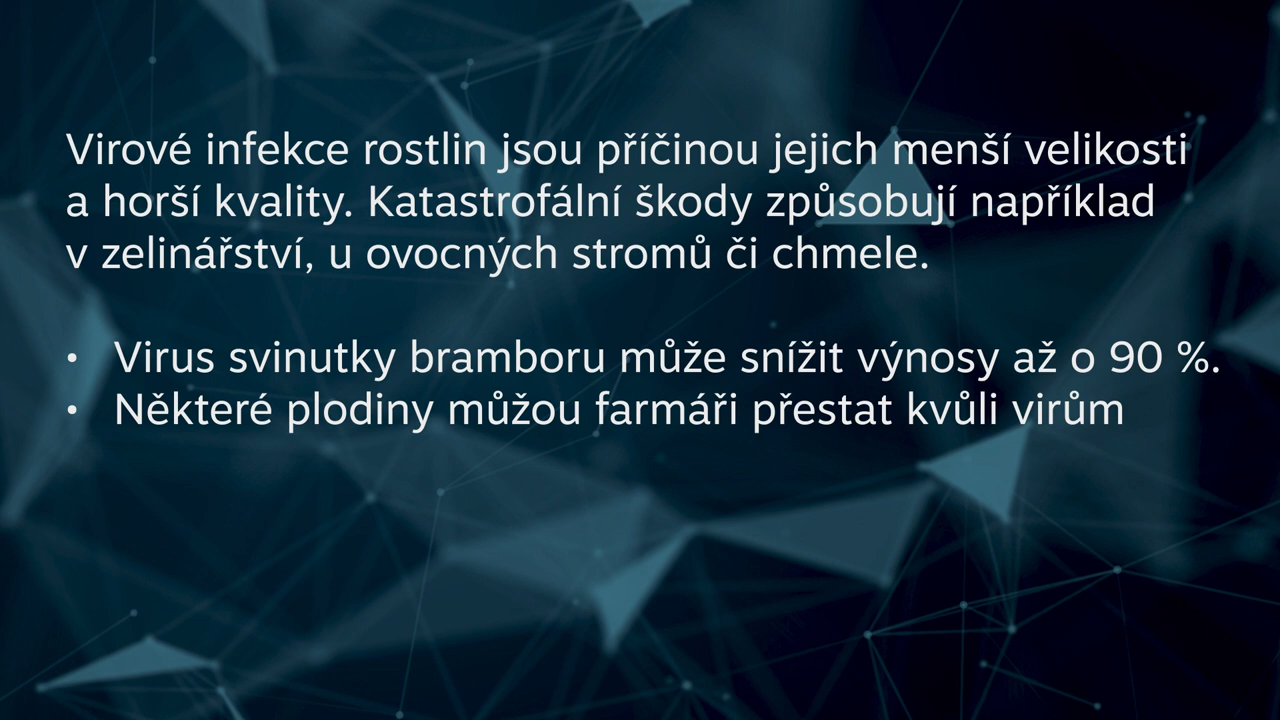 Virové infekce rostlin jsou příčinou jejich menší velikosti
a horší kvality. Katastrofální škody způsobují například
v zelinářství, u ovocných stromů či chmele.
• Virus svinutky bramboru může snížit výnosy až o 90 %.
• Některé plodiny můžou farmáři přestat kvůli virům